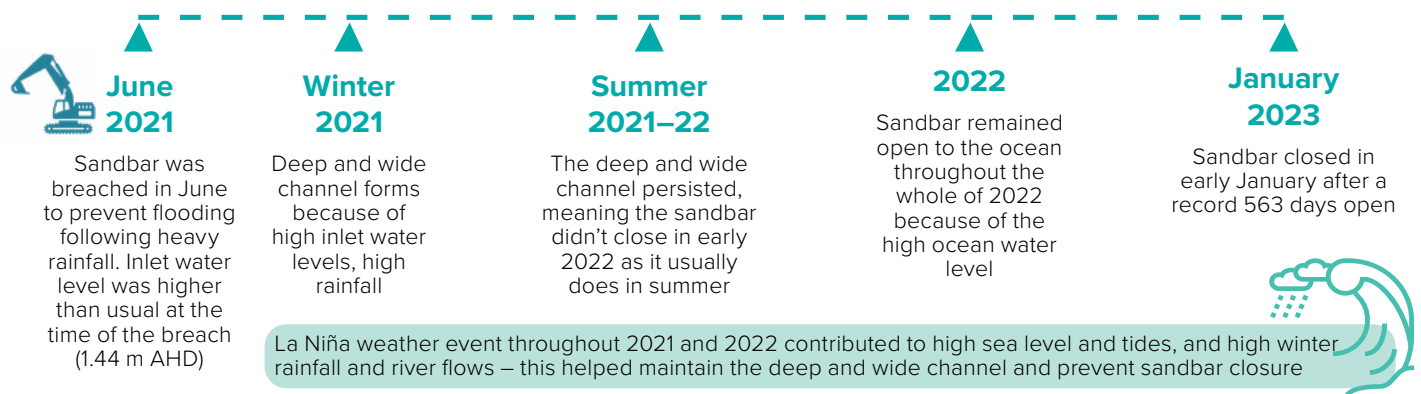 June
2021
Sandbar was
breached in June
to prevent flooding
following heavy
rainfall. Inlet water
level was higher
than usual at the
time of the breach
(1.44 m AHD)
Winter
2021
Deep and wide
channel forms
because of
high inlet water
levels, high
rainfall
Summer
2021–22
The deep and wide
channel persisted,
meaning the sandbar
didn’t close in early
2022 as it usually
does in summer
2022
Sandbar remained
open to the ocean
throughout the
whole of 2022
because of the
high ocean water
level
January
2023
Sandbar closed in
early January after a
record 563 days open
La Niña weather event throughout 2021 and 2022 contributed to high sea level and tides, and high winter
rainfall and river flows – this helped maintain the deep and wide channel and prevent sandbar closure